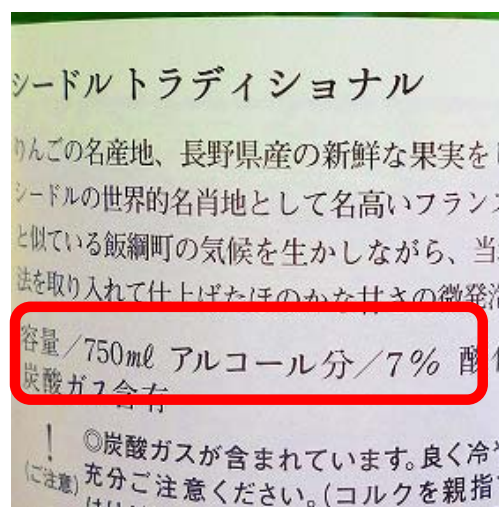 シードルトラディショナル
りんごの名産地、長野県産の新鮮な果実を
シードルの世界的名産地として名高いフランス
と似ている飯綱町の気候を生かしながら、当
法を取り入れて仕上げたほのかな甘さの微発泡
容量/750ml アルコール分/7% 酸化
炭酸ガス含有
! ◎炭酸ガスが含まれています。良く冷や
(ご注意) 充分ご注意ください。(コルクを親指